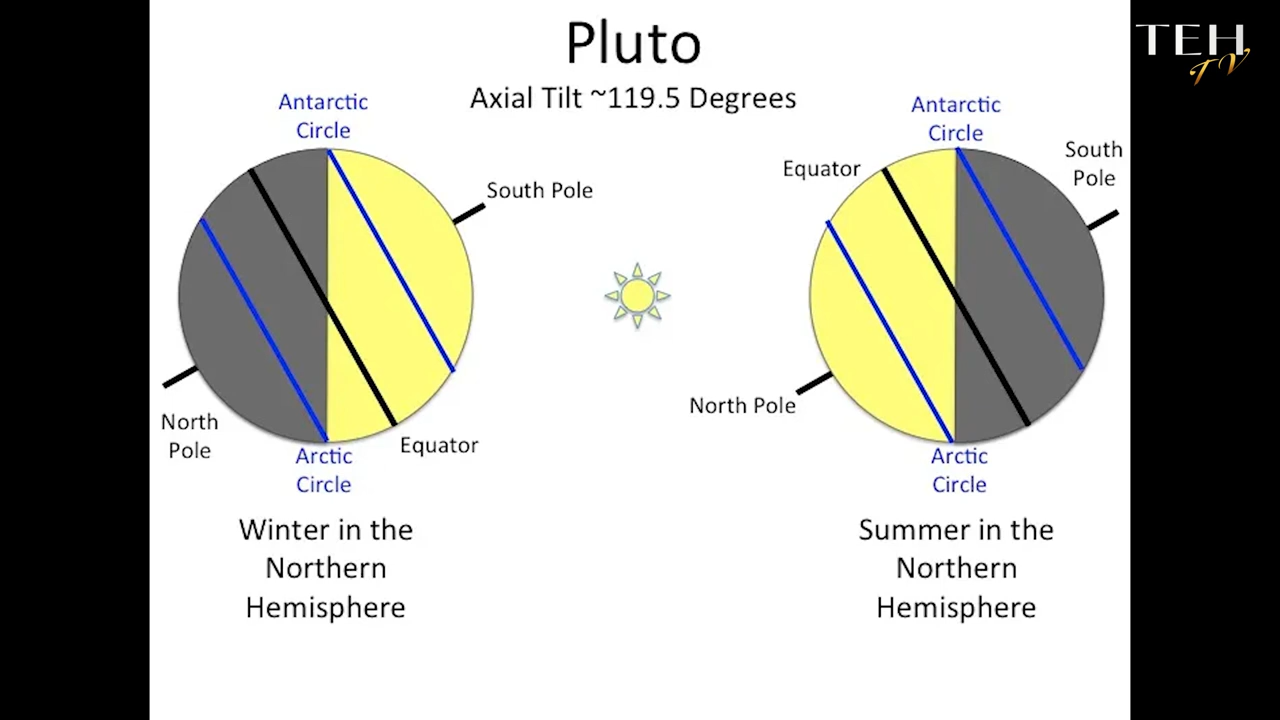 Pluto
Axial Tilt ~119.5 Degrees
TEH
TV
Antarctic
Circle
South Pole
North
Pole
Arctic
Circle
Equator
Winter in the
Northern
Hemisphere
Antarctic
Circle
South
Pole
Equator
North Pole
Arctic
Circle
Summer in the
Northern
Hemisphere